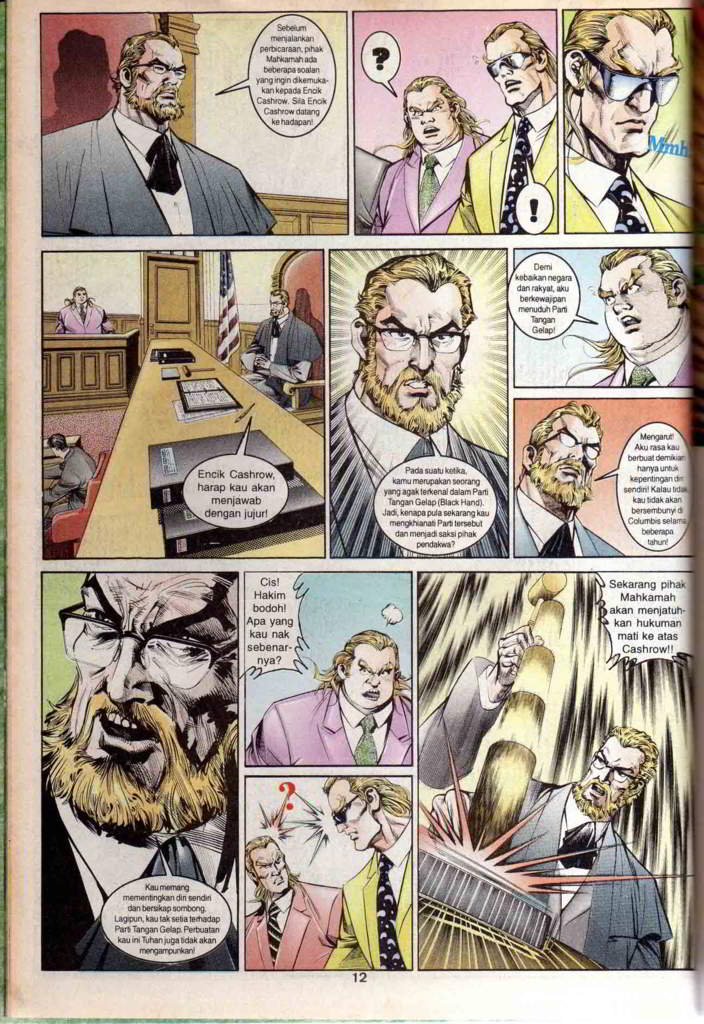 Sebelum
menjalankan
perbicaraan, pihak
Mahkamah ada
beberapa soalan
yang ingin dikemuka-
kan kepada Encik
Cashrow. Sila Encik
Cashrow datang
ke hadapan!
?
!
Mmh
Encik Cashrow,
harap kau akan
menjawab
dengan jujur!
Pada suatu ketika,
kamu merupakan seorang
yang agak terkenal dalam Parti
Tangan Gelap (Black Hand).
Jadi, kenapa pula sekarang kau
mengkhianati Parti tersebut
dan menjadi saksi pihak
pendakwa?
Demi
kebaikan negara
dan rakyat, aku
berkewajipan
menuduh Parti
Tangan
Gelap!
Mengarut!
Aku rasa kau
berbuat demikian
hanya untuk
kepentingan diri
sendiri! Kalau tidak
kau tidak akan
bersembunyi di
Columbis selama
beberapa
tahun!
Kau memang
mementingkan diri sendiri
dan bersikap sombong.
Lagipun, kau tak setia terhadap
Parti Tangan Gelap. Perbuatan
kau ini Tuhan juga tidak akan
mengampunkan!
Cis!
Hakim
bodoh!
Apa yang
kau nak
sebenar-
nya?
?
Sekarang pihak
Mahkamah
akan menjatuh-
kan hukuman
mati ke atas
Cashrow!!
12